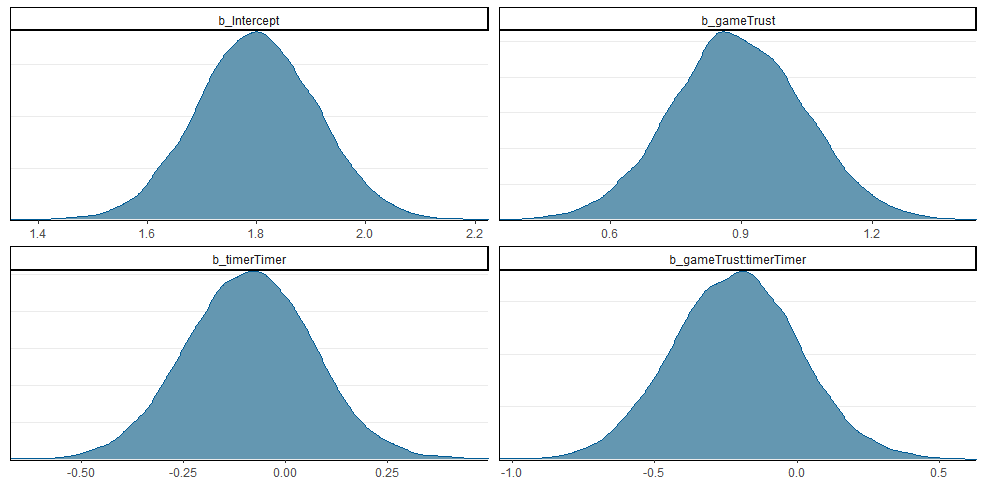 b_Intercept
b_gameTrust
1.4 1.6 1.8 2.0 2.2
0.6 0.9 1.2
b_timerTimer
b_gameTrust:timerTimer
-0.50 -0.25 0.00 0.25
-1.0 -0.5 0.0 0.5